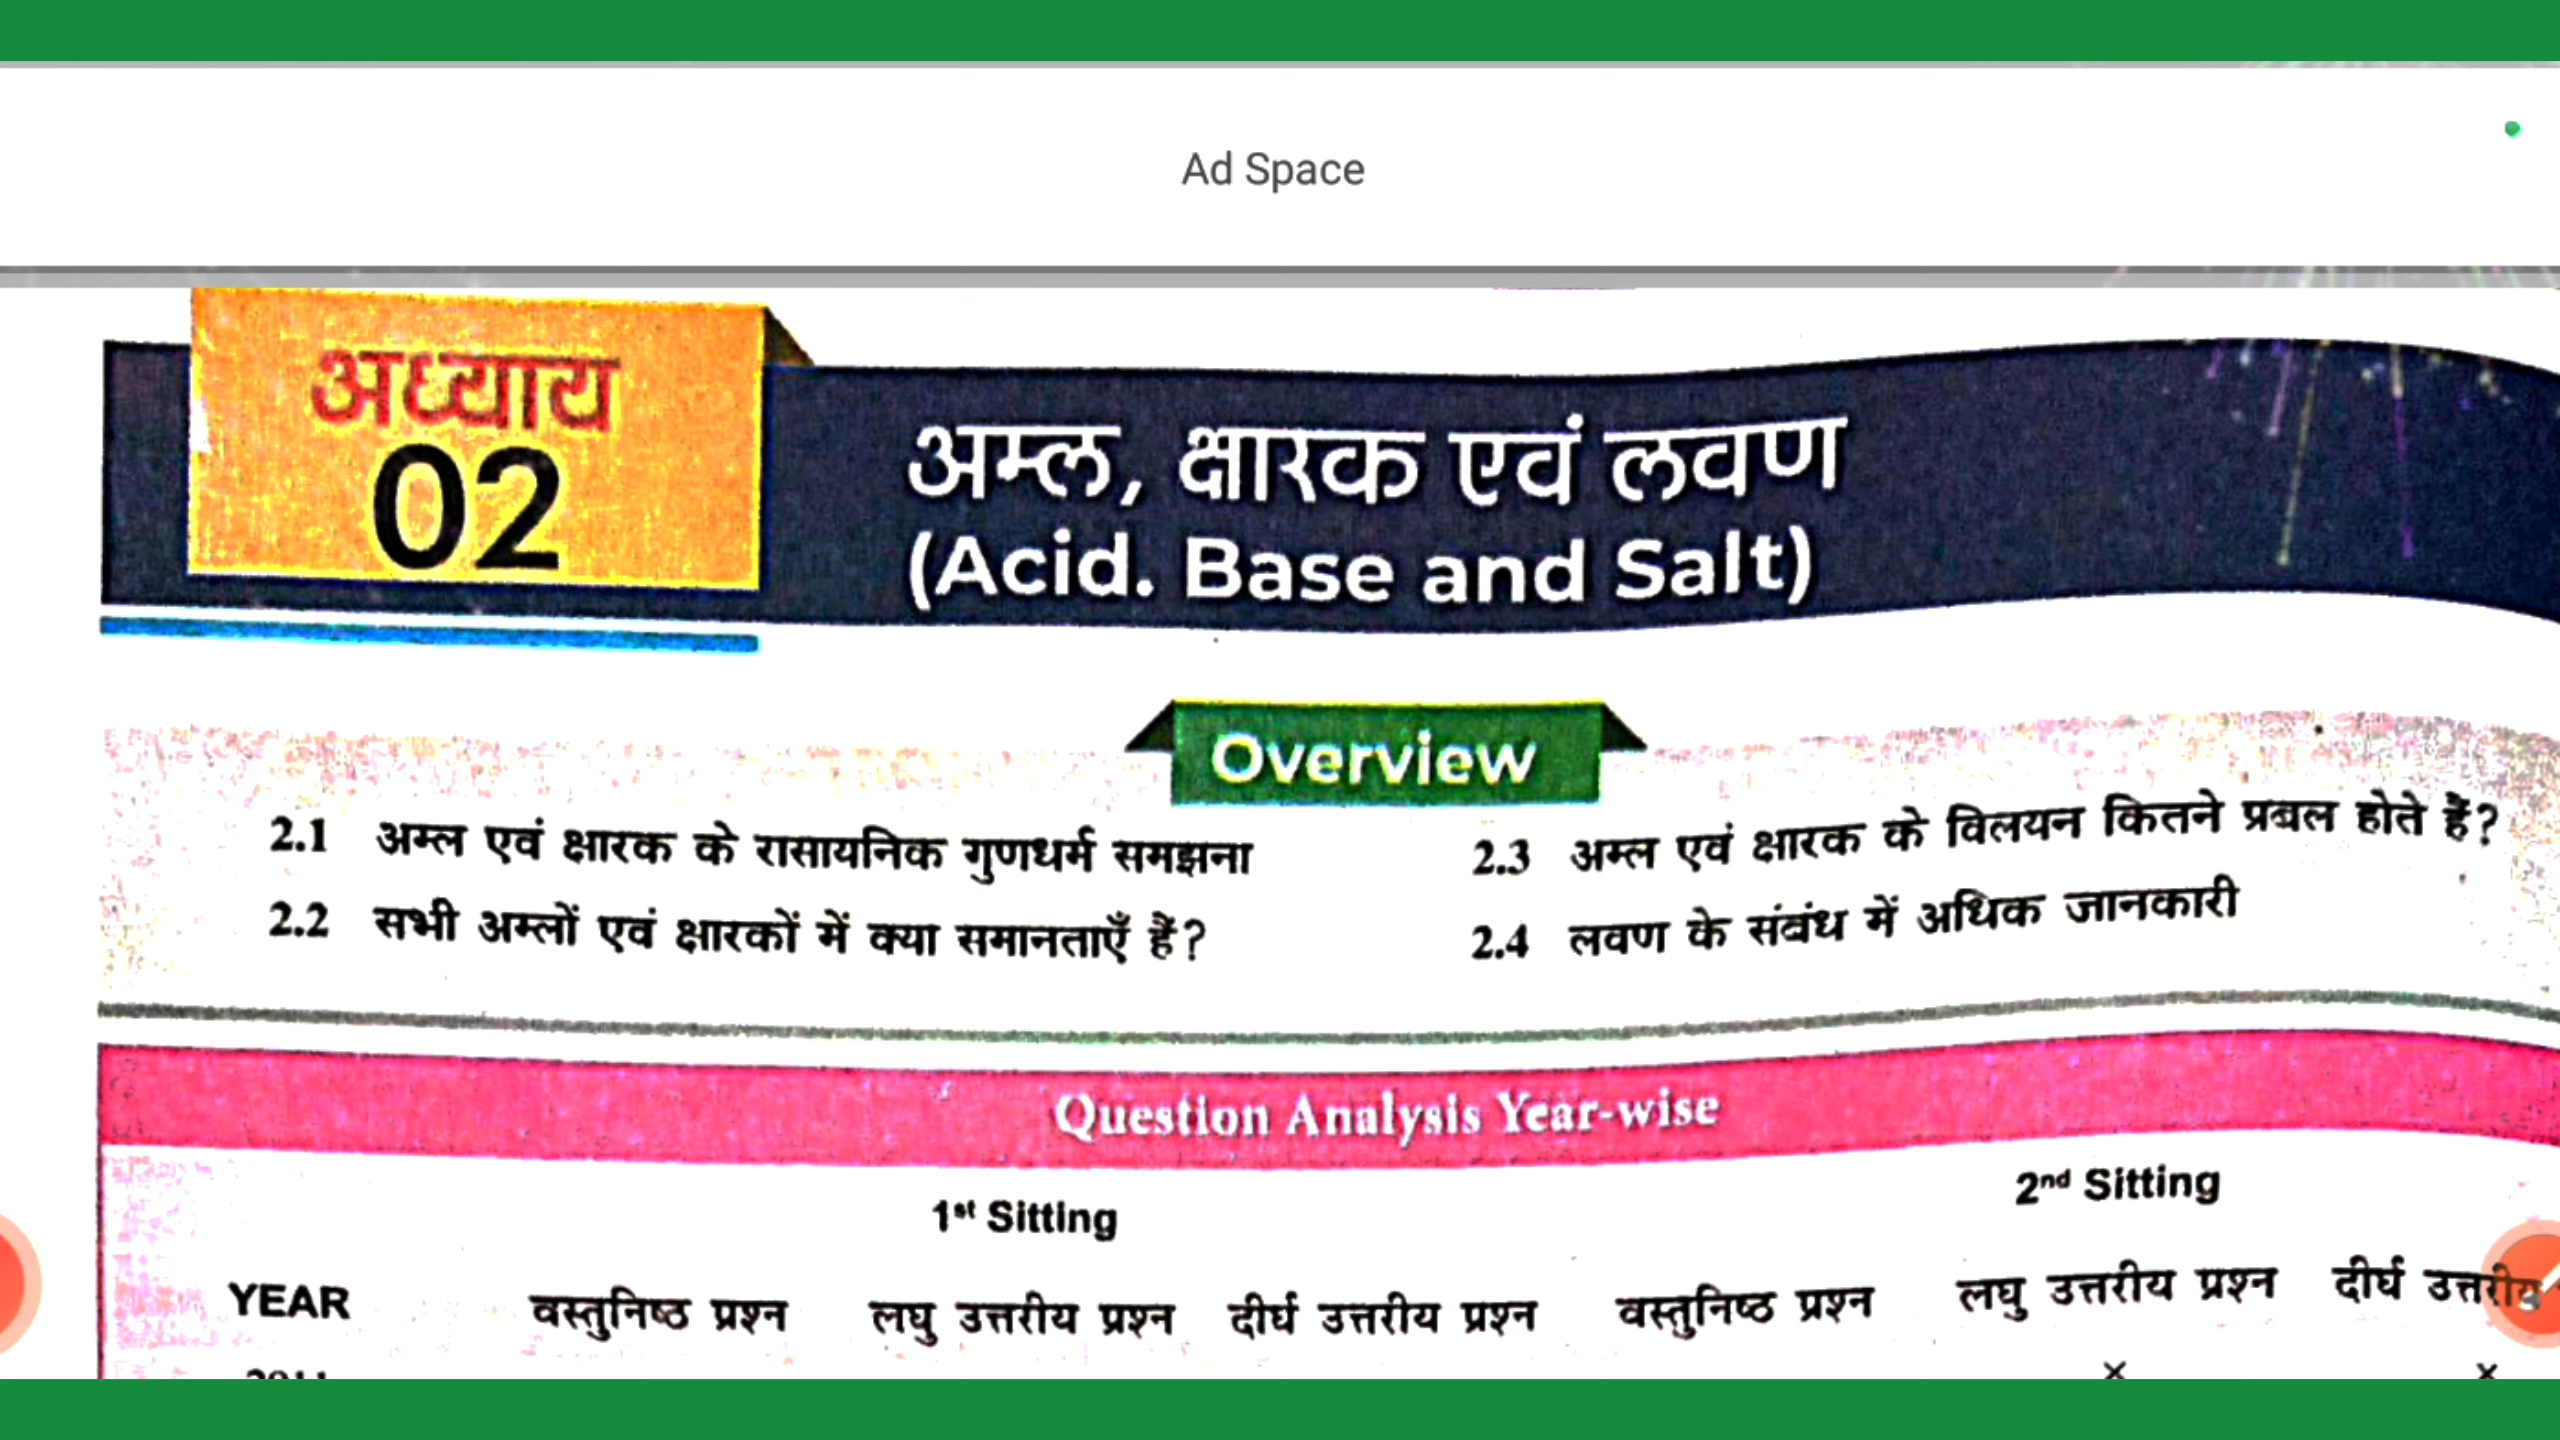 Ad Space
अध्याय
02
अम्ल, क्षारक एवं लवण
(Acid. Base and Salt)
Overview
2.1 अम्ल एवं क्षारक के रासायनिक गुणधर्म समझना
2.2 सभी अम्लों एवं क्षारकों में क्या समानताएँ हैं?
2.3 अम्ल एवं क्षारक के विलयन कितने प्रबल होते हैं?
2.4 लवण के संबंध में अधिक जानकारी
Question Analysis Year-wise
1st Sitting 2nd Sitting
YEAR वस्तुनिष्ठ प्रश्न लघु उत्तरीय प्रश्न दीर्घ उत्तरीय प्रश्न वस्तुनिष्ठ प्रश्न लघु उत्तरीय प्रश्न दीर्घ उत्तरीय
× ×